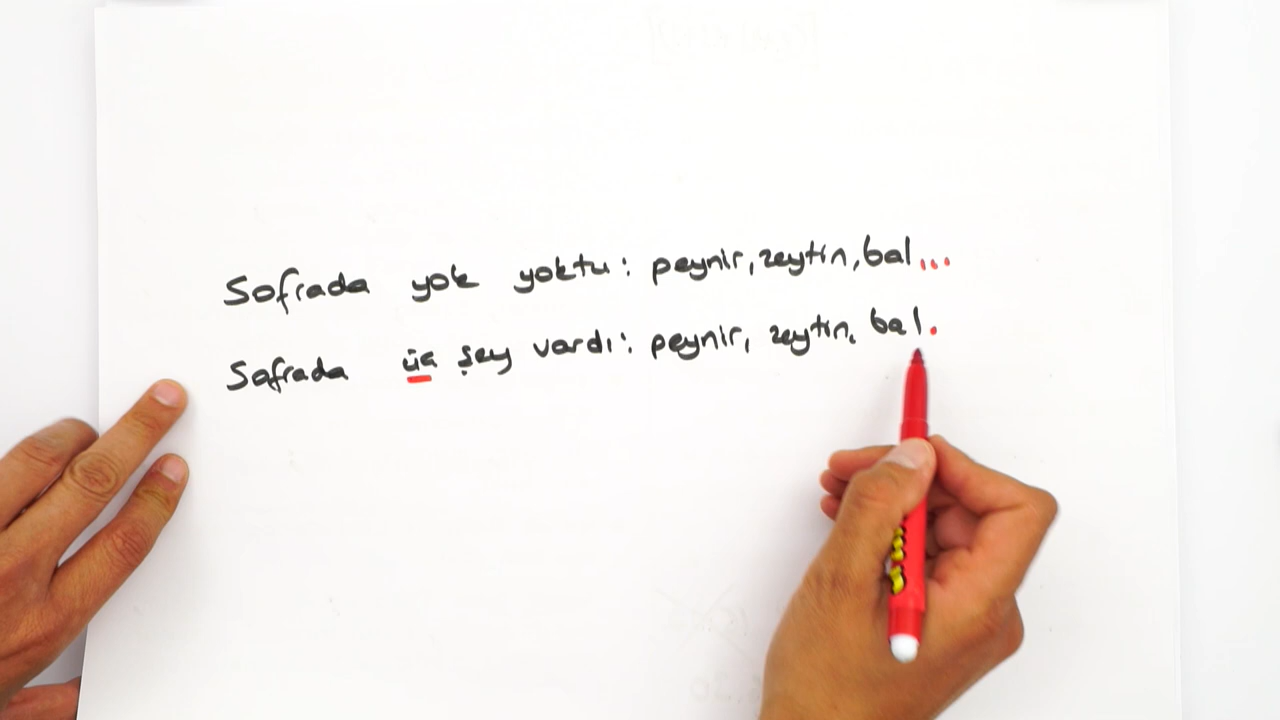 Sofrada yok yoktu: peynir, zeytin, bal...
Sofrada üç şey vardı: peynir, zeytin, bal.